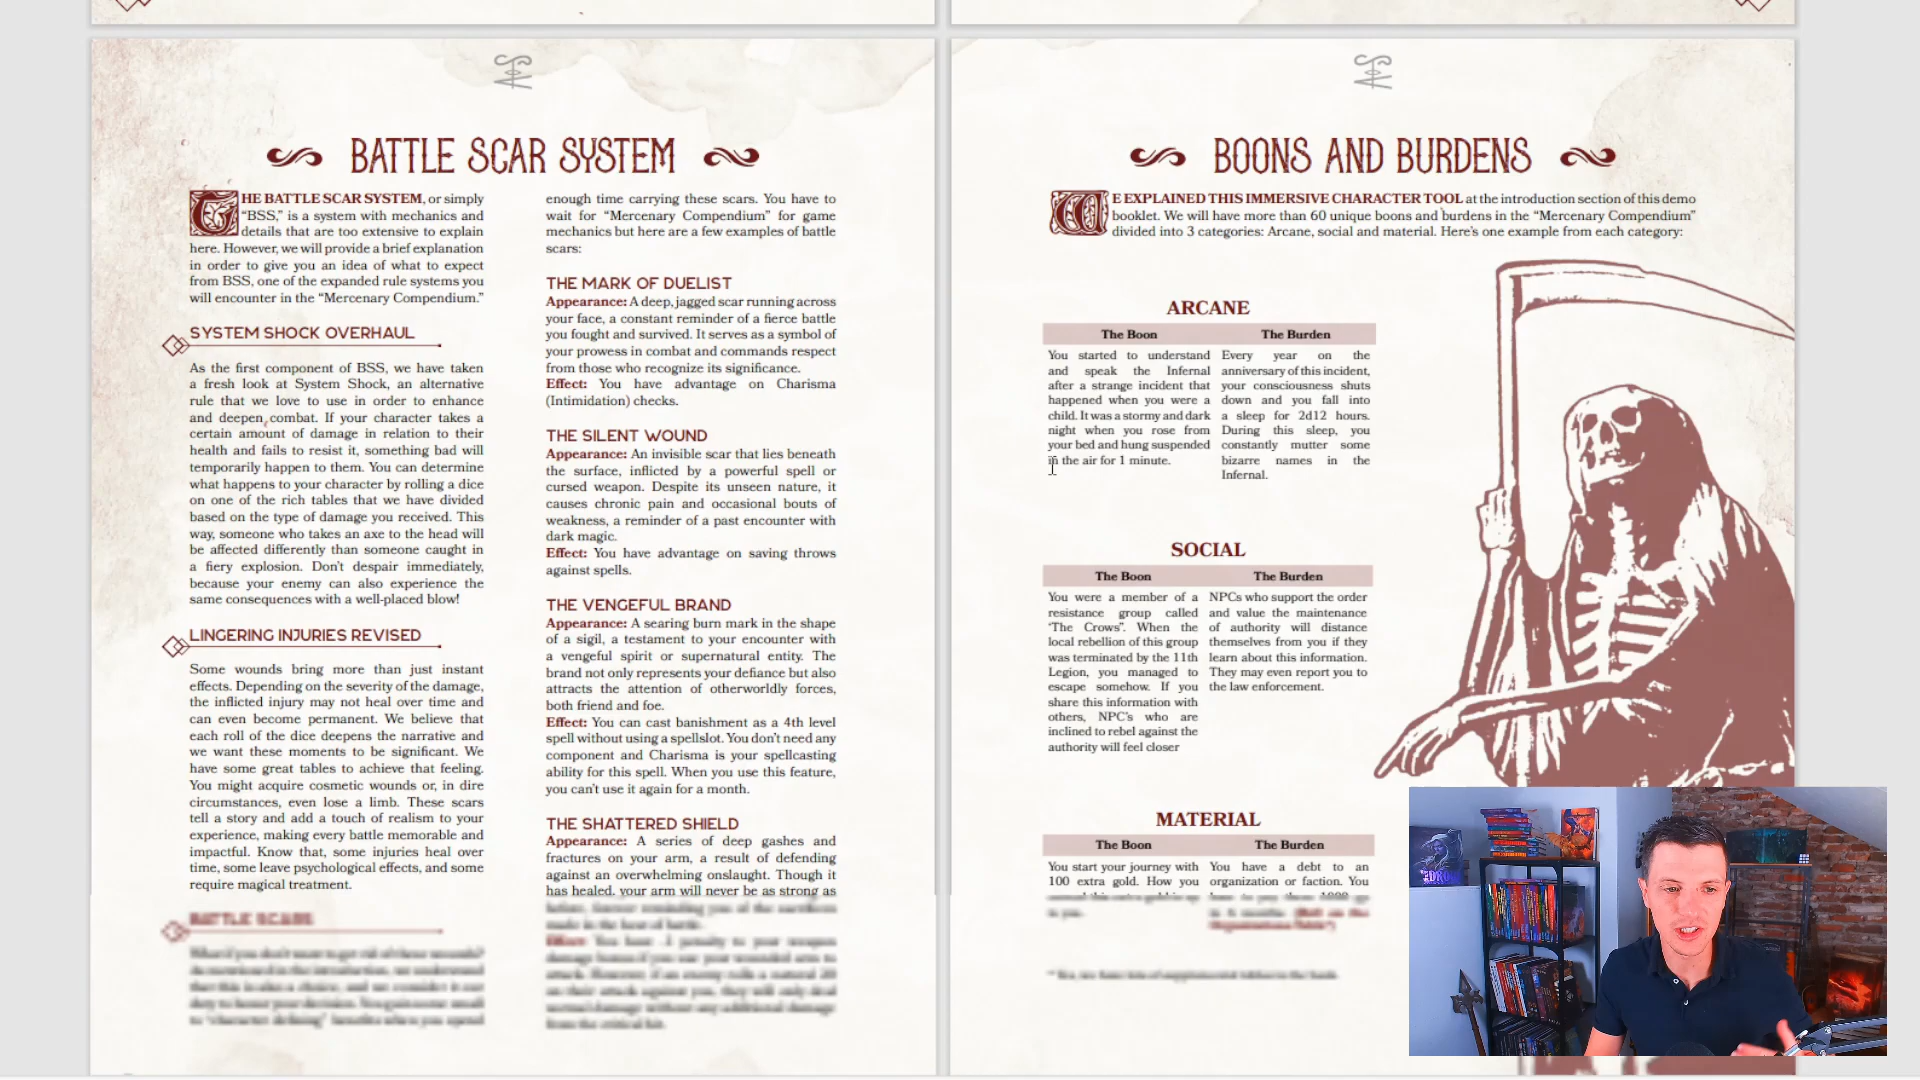 BATTLE SCAR SYSTEM
THE BATTLE SCAR SYSTEM, or simply
“BSS,” is a system with mechanics and
details that are too extensive to explain
here. However, we will provide a brief explanation
in order to give you an idea of what to expect
from BSS, one of the expanded rule systems you
will encounter in the “Mercenary Compendium.”
SYSTEM SHOCK OVERHAUL
As the first component of BSS, we have taken
a fresh look at System Shock, an alternative
rule that we love to use in order to enhance
and deepen combat. If your character takes a
certain amount of damage in relation to their
health and fails to resist it, something bad will
temporarily happen to them. You can determine
what happens to your character by rolling a dice
on one of the rich tables that we have divided
based on the type of damage you received. This
way, someone who takes an axe to the head will
be affected differently than someone caught in
a fiery explosion. Don’t despair immediately,
because your enemy can also experience the
same consequences with a well-placed blow!
LINGERING INJURIES REVISED
Some wounds bring more than just instant
effects. Depending on the severity of the damage,
the inflicted injury may not heal over time and
can even become permanent. We believe that
each roll of the dice deepens the narrative and
we want these moments to be significant. We
have some great tables to achieve that feeling.
You might acquire cosmetic wounds or, in dire
circumstances, even lose a limb. These scars
tell a story and add a touch of realism to your
experience, making every battle memorable and
impactful. Know that, some injuries heal over
time, some leave psychological effects, and some
require magical treatment.
BATTLE SCARS
enough time carrying these scars. You have to
wait for “Mercenary Compendium” for game
mechanics but here are a few examples of battle
scars:
THE MARK OF DUELIST
Appearance: A deep, jagged scar running across
your face, a constant reminder of a fierce battle
you fought and survived. It serves as a symbol of
your prowess in combat and commands respect
from those who recognize its significance.
Effect: You have advantage on Charisma
(Intimidation) checks.
THE SILENT WOUND
Appearance: An invisible scar that lies beneath
the surface, inflicted by a powerful spell or
cursed weapon. Despite its unseen nature, it
causes chronic pain and occasional bouts of
weakness, a reminder of a past encounter with
dark magic.
Effect: You have advantage on saving throws
against spells.
THE VENGEFUL BRAND
Appearance: A searing burn mark in the shape
of a sigil, a testament to your encounter with
a vengeful spirit or supernatural entity. The
brand not only represents your defiance but also
attracts the attention of otherworldly forces,
both friend and foe.
Effect: You can cast banishment as a 4th level
spell without using a spellslot. You don’t need any
component and Charisma is your spellcasting
ability for this spell. When you use this feature,
you can’t use it again for a month.
THE SHATTERED SHIELD
Appearance: A series of deep gashes and
fractures on your arm, a result of defending
against an overwhelming onslaught. Though it
has healed, your arm will never be as strong as
BOONS AND BURDENS
WE EXPLAINED THIS IMMERSIVE CHARACTER TOOL at the introduction section of this demo
booklet. We will have more than 60 unique boons and burdens in the “Mercenary Compendium”
divided into 3 categories: Arcane, social and material. Here’s one example from each category:
ARCANE
The Boon
You started to understand
and speak the Infernal
after a strange incident that
happened when you were a
child. It was a stormy and dark
night when you rose from
your bed and hung suspended
in the air for 1 minute.
The Burden
Every year on the
anniversary of this incident,
your consciousness shuts
down and you fall into
a sleep for 2d12 hours.
During this sleep, you
constantly mutter some
bizarre names in the
Infernal.
SOCIAL
The Boon
You were a member of a
resistance group called
“The Crows”. When the
local rebellion of this group
was terminated by the 11th
Legion, you managed to
escape somehow. If you
share this information with
others, NPC’s who are
inclined to rebel against the
authority will feel closer
The Burden
NPCs who support the order
and value the maintenance
of authority will distance
themselves from you if they
learn about this information.
They may even report you to
the law enforcement.
MATERIAL
The Boon
You start your journey with
100 extra gold. How you
The Burden
You have a debt to an
organization or faction. You